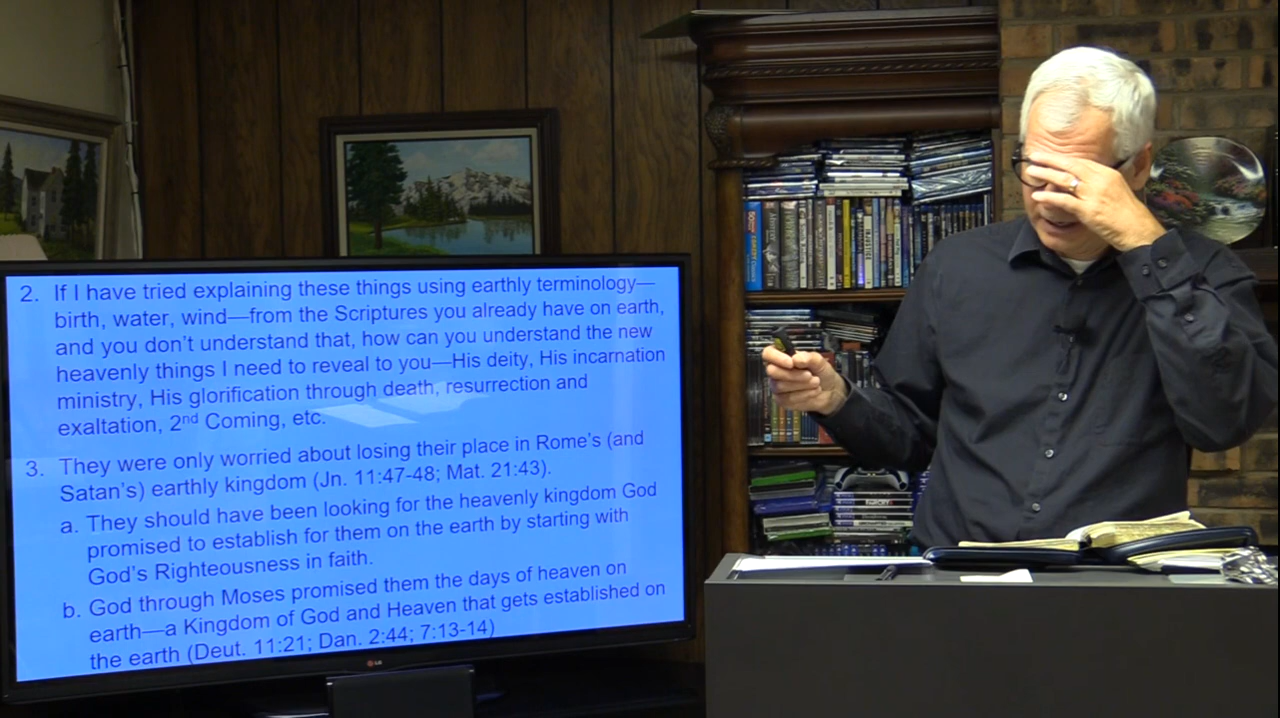 2. If I have tried explaining these things using earthly terminology—
birth, water, wind—from the Scriptures you already have on earth,
and you don't understand that, how can you understand the new
heavenly things I need to reveal to you—His deity, His incarnation
ministry, His glorification through death, resurrection and
exaltation, 2nd Coming, etc.
3. They were only worried about losing their place in Rome's (and
Satan's) earthly kingdom (Jn. 11:47-48; Mat. 21:43).
a. They should have been looking for the heavenly kingdom God
promised to establish for them on the earth by starting with
God's Righteousness in faith.
b. God through Moses promised them the days of heaven on
earth—a Kingdom of God and Heaven that gets established on
the earth (Deut. 11:21; Dan. 2:44; 7:13-14)
LG